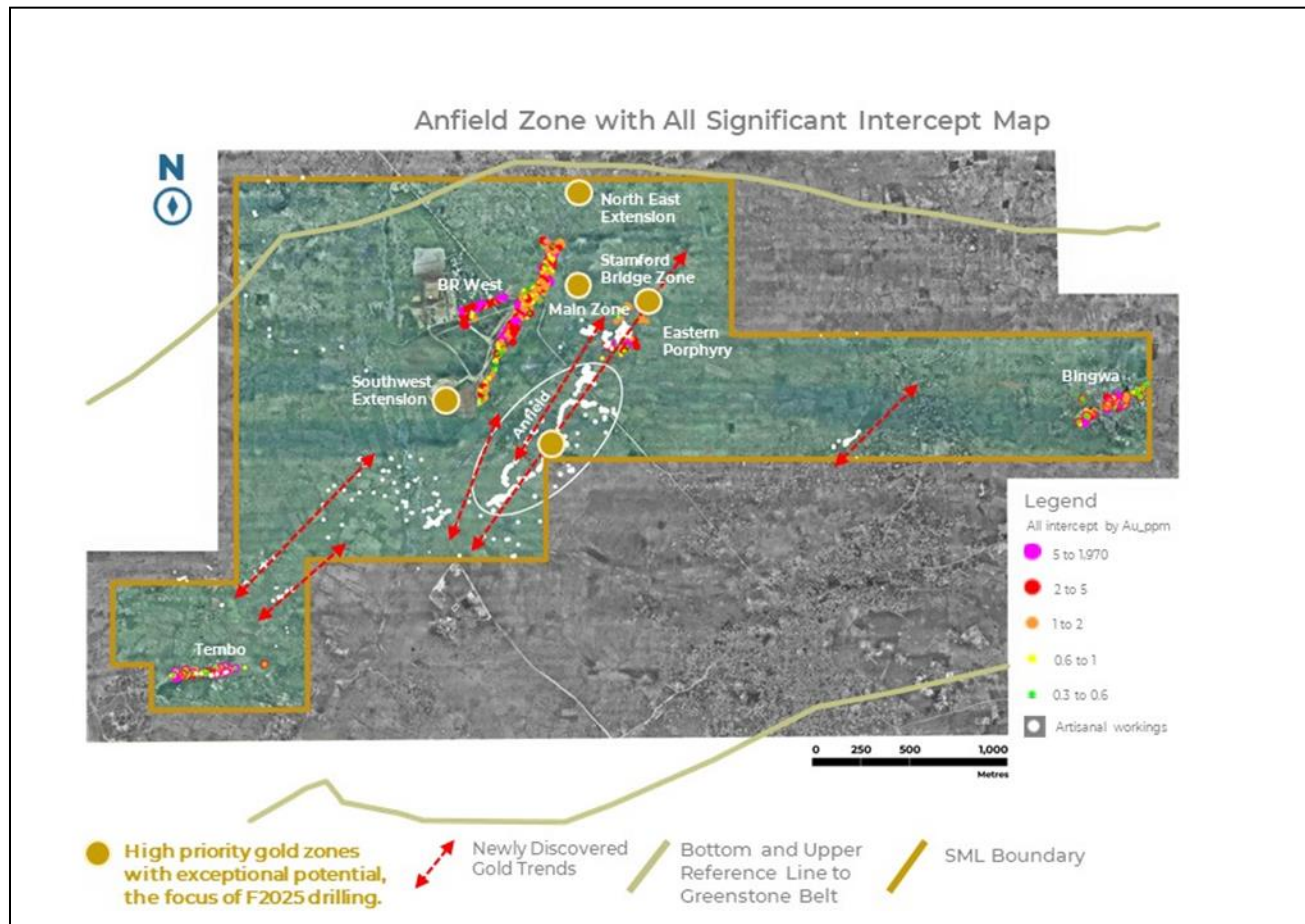 Anfield Zone with All Significant Intercept Map
N
North East
Extension
Stamford
Bridge Zone
BR West
Main Zone
Eastern
Porphyry
Southwest
Extension
Bingwa
Anfield
Tembo
Legend
All intercept by Au_ppm
5 to 1,970
2 to 5
1 to 2
0.6 to 1
0.3 to 0.6
Artisanal workings
0 250 500 1,000
Metres
High priority gold zones
with exceptional potential,
the focus of F2025 drilling.
Newly Discovered
Gold Trends
Bottom and Upper
Reference Line to
Greenstone Belt
SML Boundary